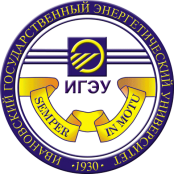 ИВАНОВСКИЙ ГОСУДАРСТВЕННЫЙ ЭНЕРГЕТИЧЕСКИЙ УНИВЕРСИТЕТ
ИГЭУ
SEMPER IN MOTU
·1930·